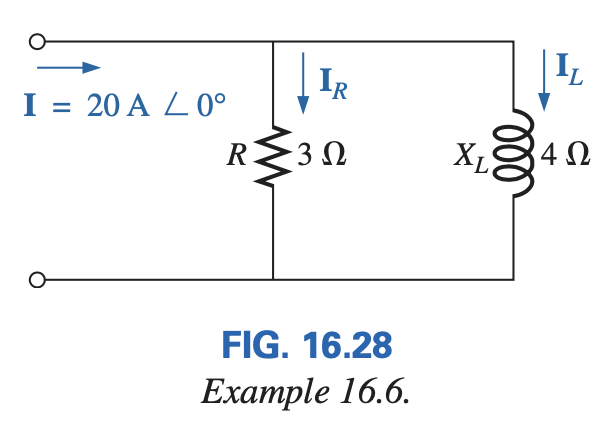 I_R
I_L
I = 20 A ∠ 0°
R 3 Ω
X_L 4 Ω
FIG. 16.28
Example 16.6.